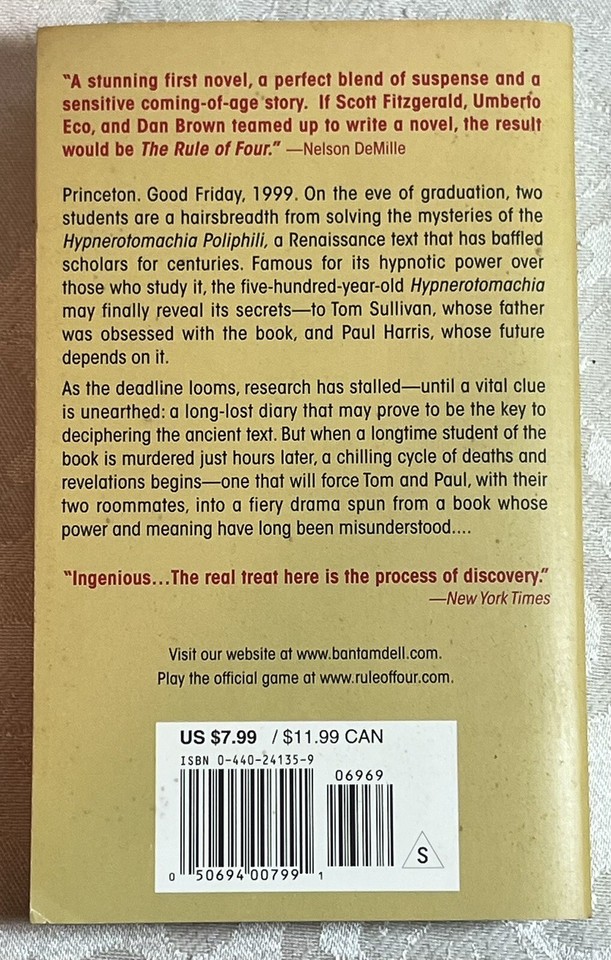 "A stunning first novel, a perfect blend of suspense and a
sensitive coming-of-age story. If Scott Fitzgerald, Umberto
Eco, and Dan Brown teamed up to write a novel, the result
would be The Rule of Four." —Nelson DeMille
Princeton. Good Friday, 1999. On the eve of graduation, two
students are a hairsbreadth from solving the mysteries of the
Hypnerotomachia Poliphili, a Renaissance text that has baffled
scholars for centuries. Famous for its hypnotic power over
those who study it, the five-hundred-year-old Hypnerotomachia
may finally reveal its secrets—to Tom Sullivan, whose father
was obsessed with the book, and Paul Harris, whose future
depends on it.
As the deadline looms, research has stalled—until a vital clue
is unearthed: a long-lost diary that may prove to be the key to
deciphering the ancient text. But when a longtime student of the
book is murdered just hours later, a chilling cycle of deaths and
revelations begins—one that will force Tom and Paul, with their
two roommates, into a fiery drama spun from a book whose
power and meaning have long been misunderstood....
"Ingenious...The real treat here is the process of discovery."
—New York Times
Visit our website at www.bantamdell.com.
Play the official game at www.ruleoffour.com.
US $7.99 / $11.99 CAN
ISBN 0-440-24135-9
06969
S
0 50694 00799 1